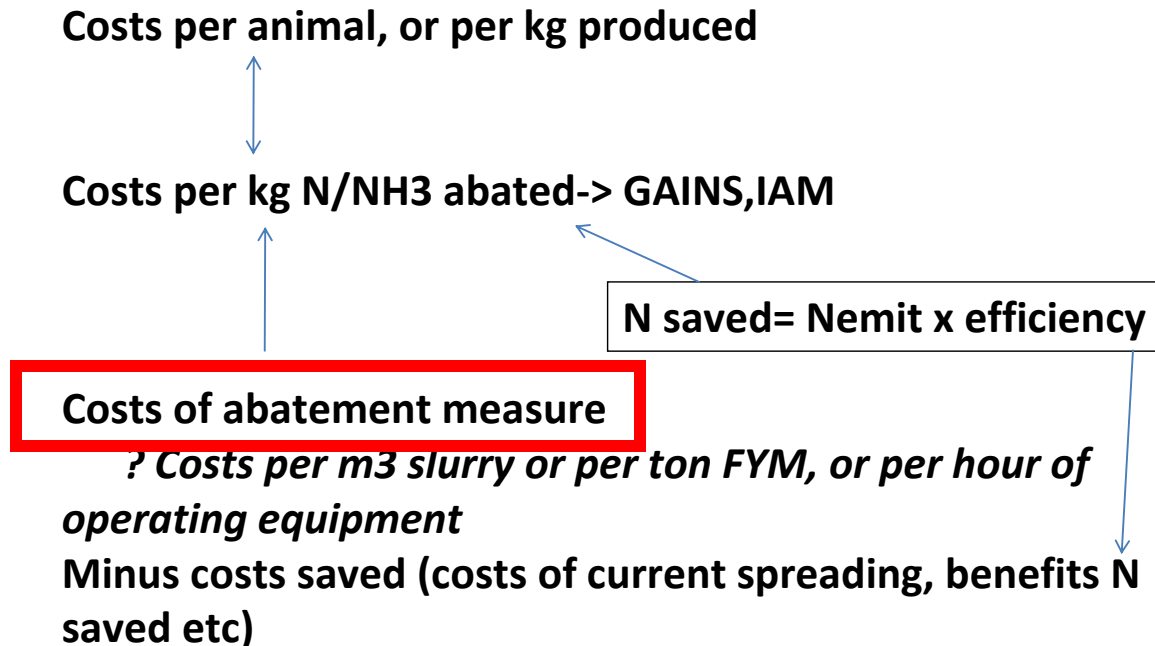 Costs per animal, or per kg produced
Costs per kg N/NH3 abated-> GAINS,IAM
N saved= Nemit x efficiency
Costs of abatement measure
? Costs per m3 slurry or per ton FYM, or per hour of
operating equipment
Minus costs saved (costs of current spreading, benefits N
saved etc)